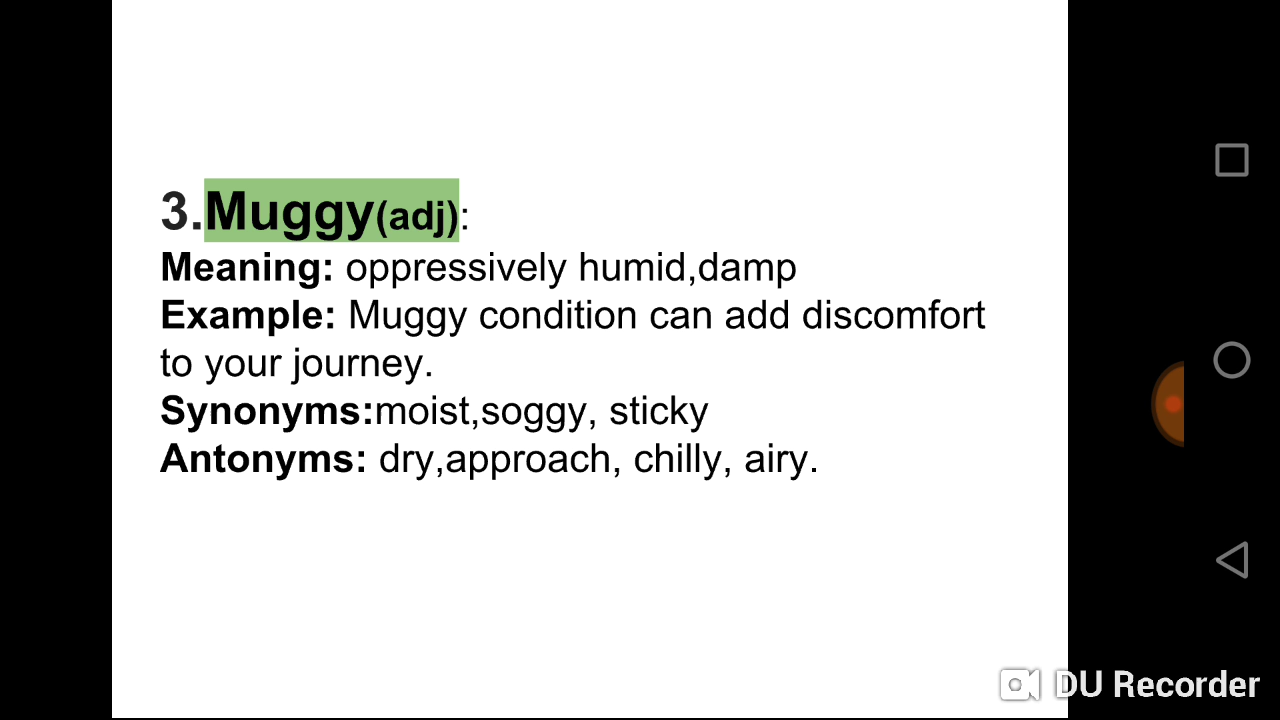 3.Muggy(adj):
Meaning: oppressively humid,damp
Example: Muggy condition can add discomfort
to your journey.
Synonyms:moist,soggy, sticky
Antonyms: dry,approach, chilly, airy.
DU Recorder